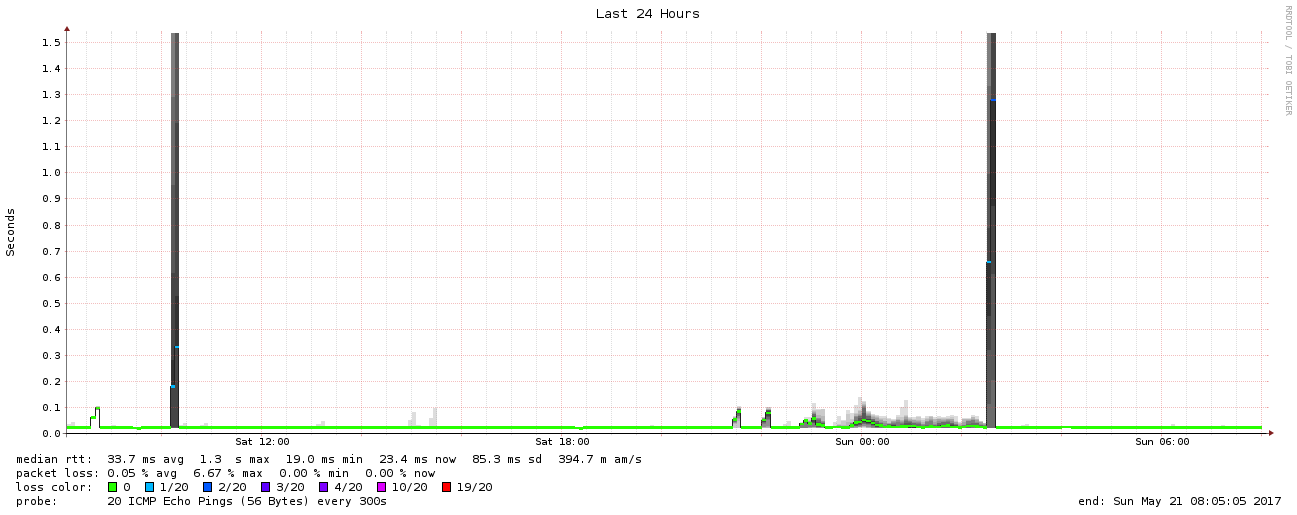 Last 24 Hours
RRDTOOL / TOBI OETIKER
Seconds
1.5
1.4
1.3
1.2
1.1
1.0
0.9
0.8
0.7
0.6
0.5
0.4
0.3
0.2
0.1
0.0
Sat 12:00 Sat 18:00 Sun 00:00 Sun 06:00
median rtt: 33.7 ms avg 1.3 s max 19.0 ms min 23.4 ms now 85.3 ms sd 394.7 m am/s
packet loss: 0.05 % avg 6.67 % max 0.00 % min 0.00 % now
loss color: 0 1/20 2/20 3/20 4/20 10/20 19/20
probe: 20 ICMP Echo Pings (56 Bytes) every 300s end: Sun May 21 08:05:05 2017